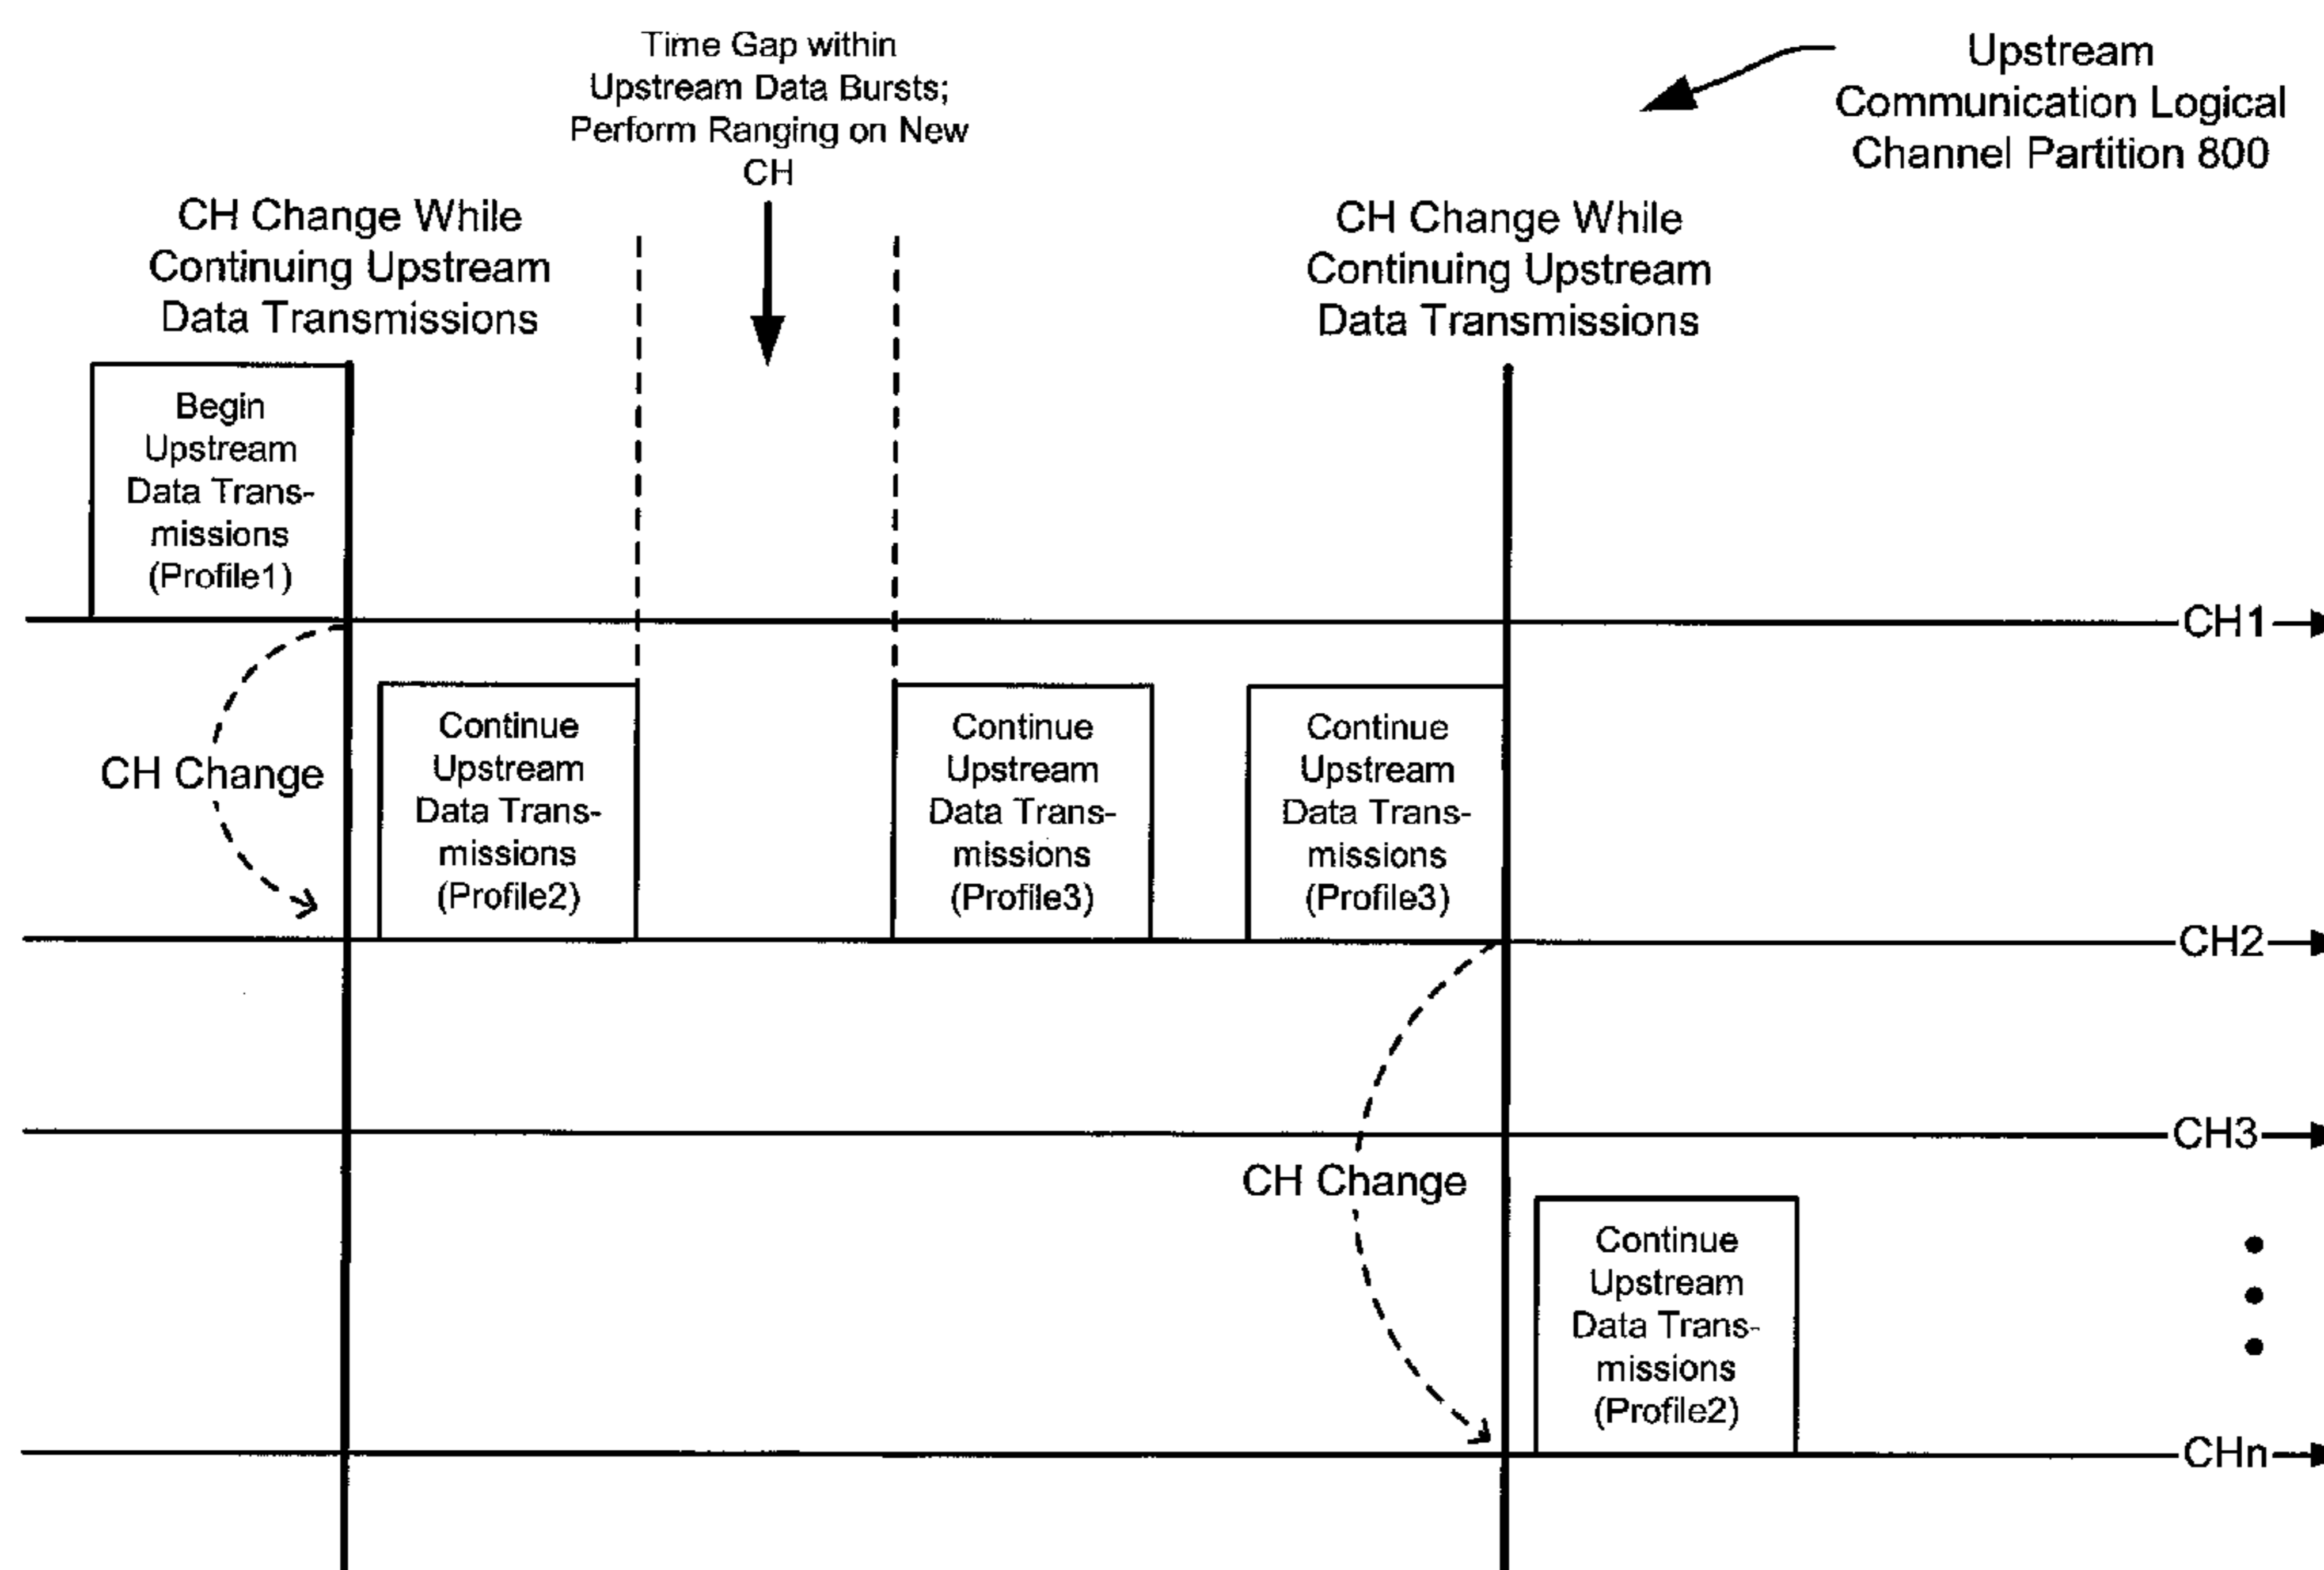 Time Gap within
Upstream Data Bursts;
Perform Ranging on New
CH
Upstream
Communication Logical
Channel Partition 800
CH Change While
Continuing Upstream
Data Transmissions
CH Change While
Continuing Upstream
Data Transmissions
Begin
Upstream
Data Trans-
missions
(Profile1)
CH1
CH Change
Continue
Upstream
Data Trans-
missions
(Profile2)
Continue
Upstream
Data Trans-
missions
(Profile3)
Continue
Upstream
Data Trans-
missions
(Profile3)
CH2
CH3
CH Change
Continue
Upstream
Data Trans-
missions
(Profile2)
CHn